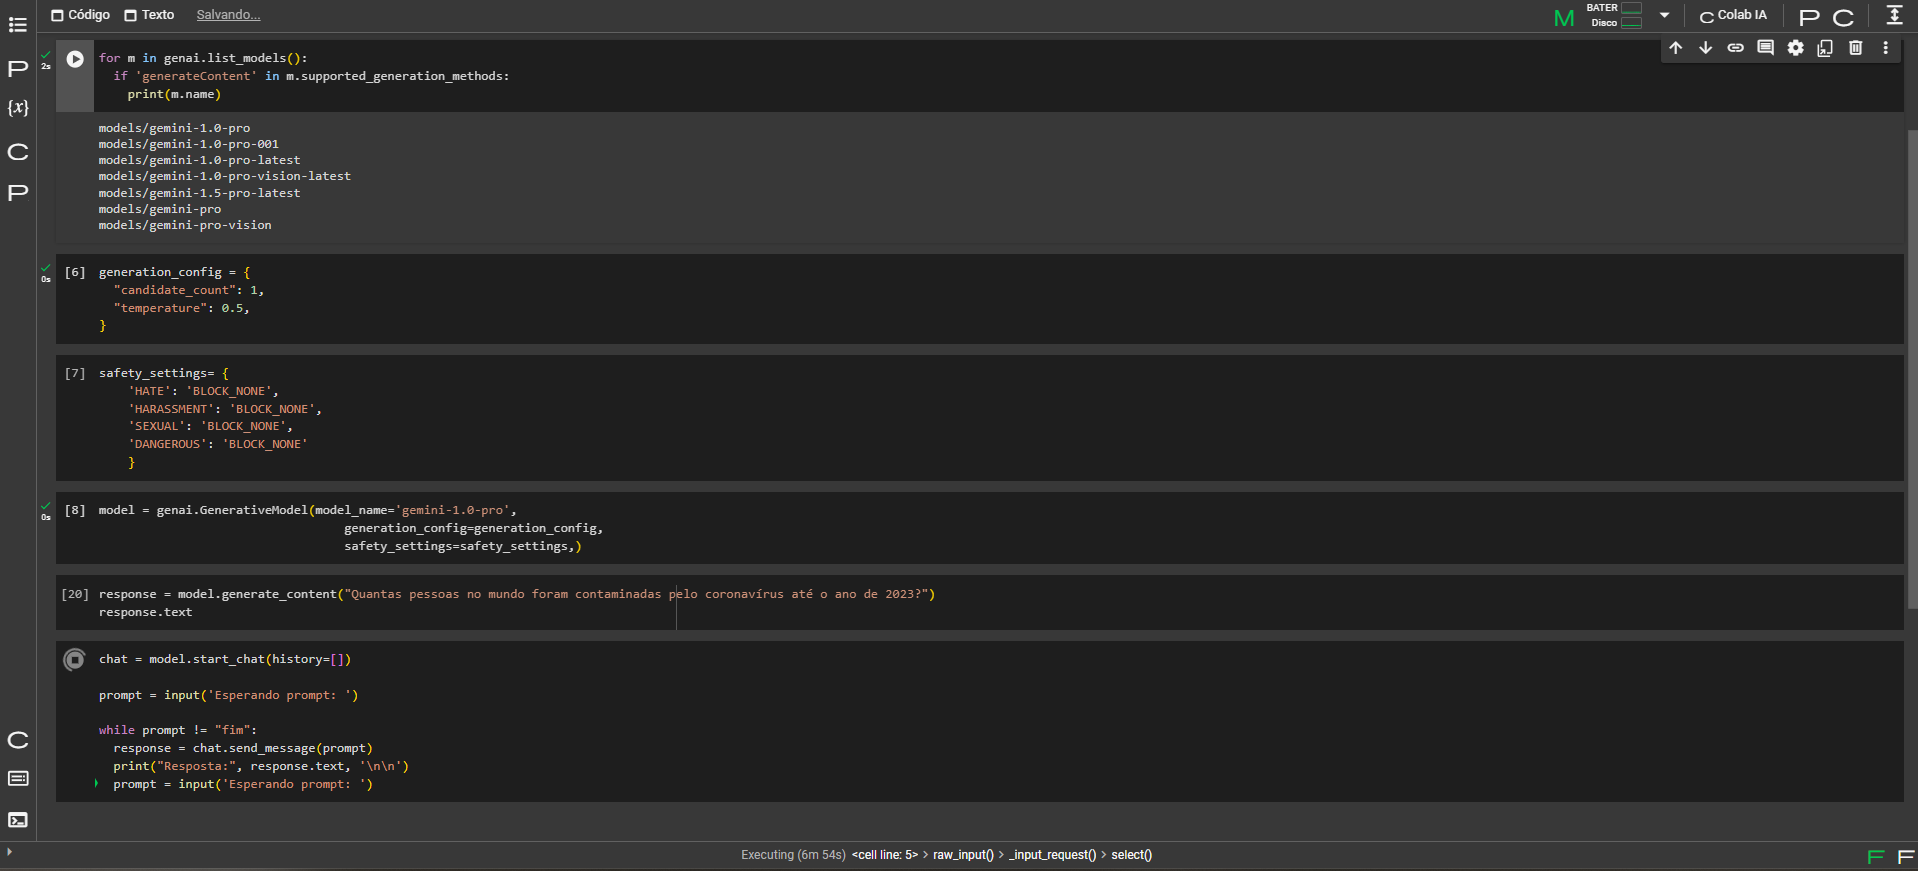 Código Texto Salvando...
M BATER Disco C Colab IA P C
P
{x}
C
P
C
2s
for m in genai.list_models():
if 'generateContent' in m.supported_generation_methods:
print(m.name)
models/gemini-1.0-pro
models/gemini-1.0-pro-001
models/gemini-1.0-pro-latest
models/gemini-1.0-pro-vision-latest
models/gemini-1.5-pro-latest
models/gemini-pro
models/gemini-pro-vision
0s
[6] generation_config = {
"candidate_count": 1,
"temperature": 0.5,
}
[7] safety_settings= {
'HATE': 'BLOCK_NONE',
'HARASSMENT': 'BLOCK_NONE',
'SEXUAL': 'BLOCK_NONE',
'DANGEROUS': 'BLOCK_NONE'
}
0s
[8] model = genai.GenerativeModel(model_name='gemini-1.0-pro',
generation_config=generation_config,
safety_settings=safety_settings,)
[20] response = model.generate_content("Quantas pessoas no mundo foram contaminadas pelo coronavírus até o ano de 2023?")
response.text
chat = model.start_chat(history=[])
prompt = input('Esperando prompt: ')
while prompt != "fim":
response = chat.send_message(prompt)
print("Resposta:", response.text, '\n\n')
prompt = input('Esperando prompt: ')
Executing (6m 54s) <cell line: 5> > raw_input() > _input_request() > select()
F F